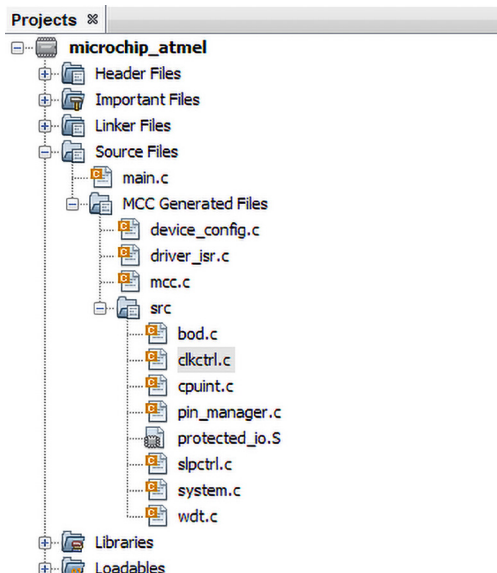 Projects
microchip_atmel
Header Files
Important Files
Linker Files
Source Files
main.c
MCC Generated Files
device_config.c
driver_isr.c
mcc.c
src
bod.c
clkctrl.c
cpuint.c
pin_manager.c
protected_io.S
slpctrl.c
system.c
wdt.c
Libraries
Loadables